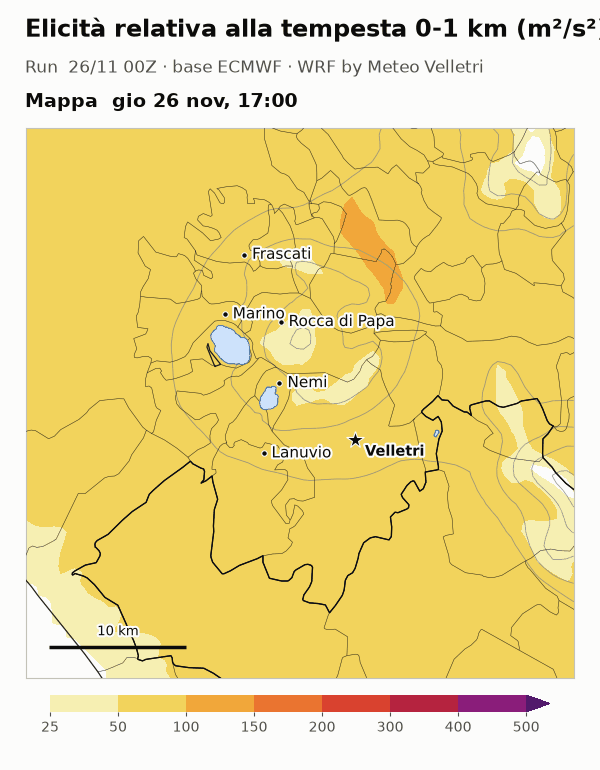 Elicità relativa alla tempesta 0-1 km (m²/s²)
Run 26/11 00Z · base ECMWF · WRF by Meteo Velletri
Mappa gio 26 nov, 17:00
Frascati
Marino
Rocca di Papa
Nemi
Velletri
Lanuvio
10 km
25 50 100 150 200 300 400 500